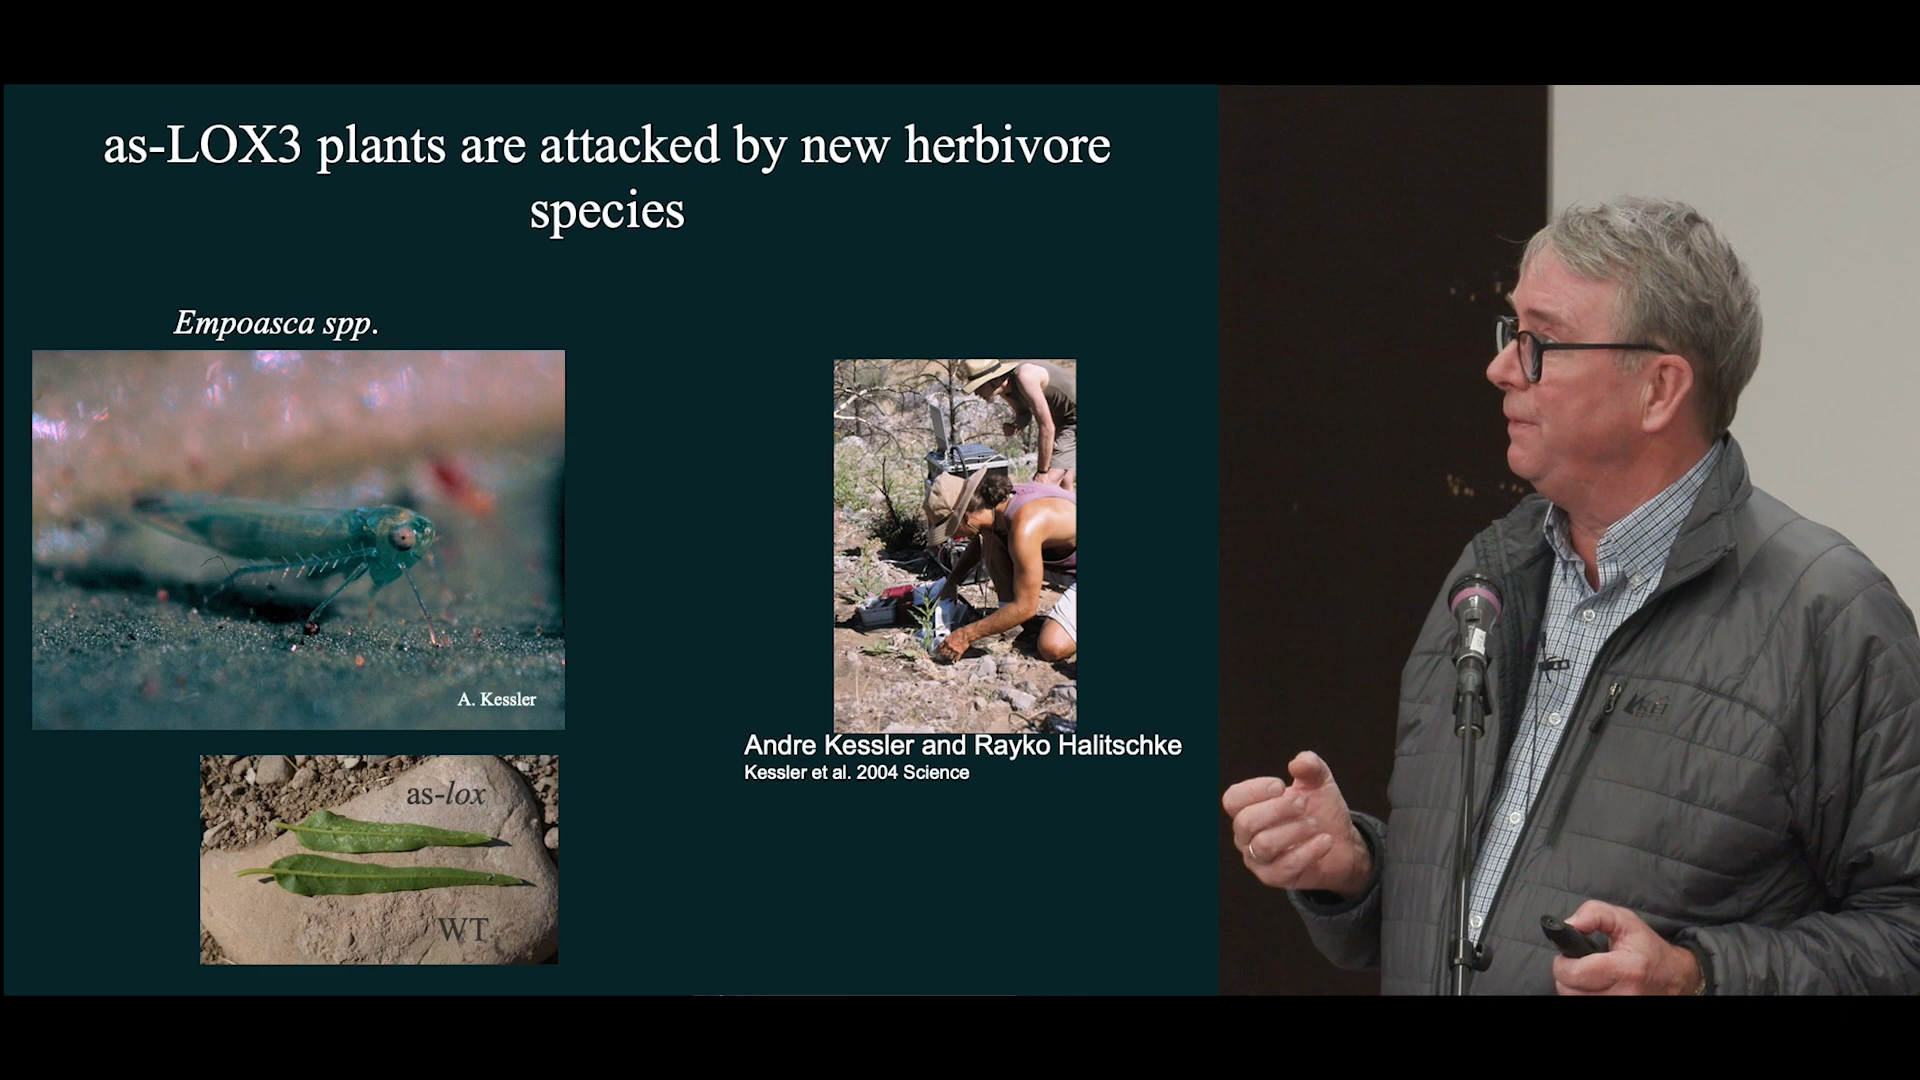 as-LOX3 plants are attacked by new herbivore
species
Empoasca spp.
A. Kessler
as-lox
WT
Andre Kessler and Rayko Halitschke
Kessler et al. 2004 Science
REI